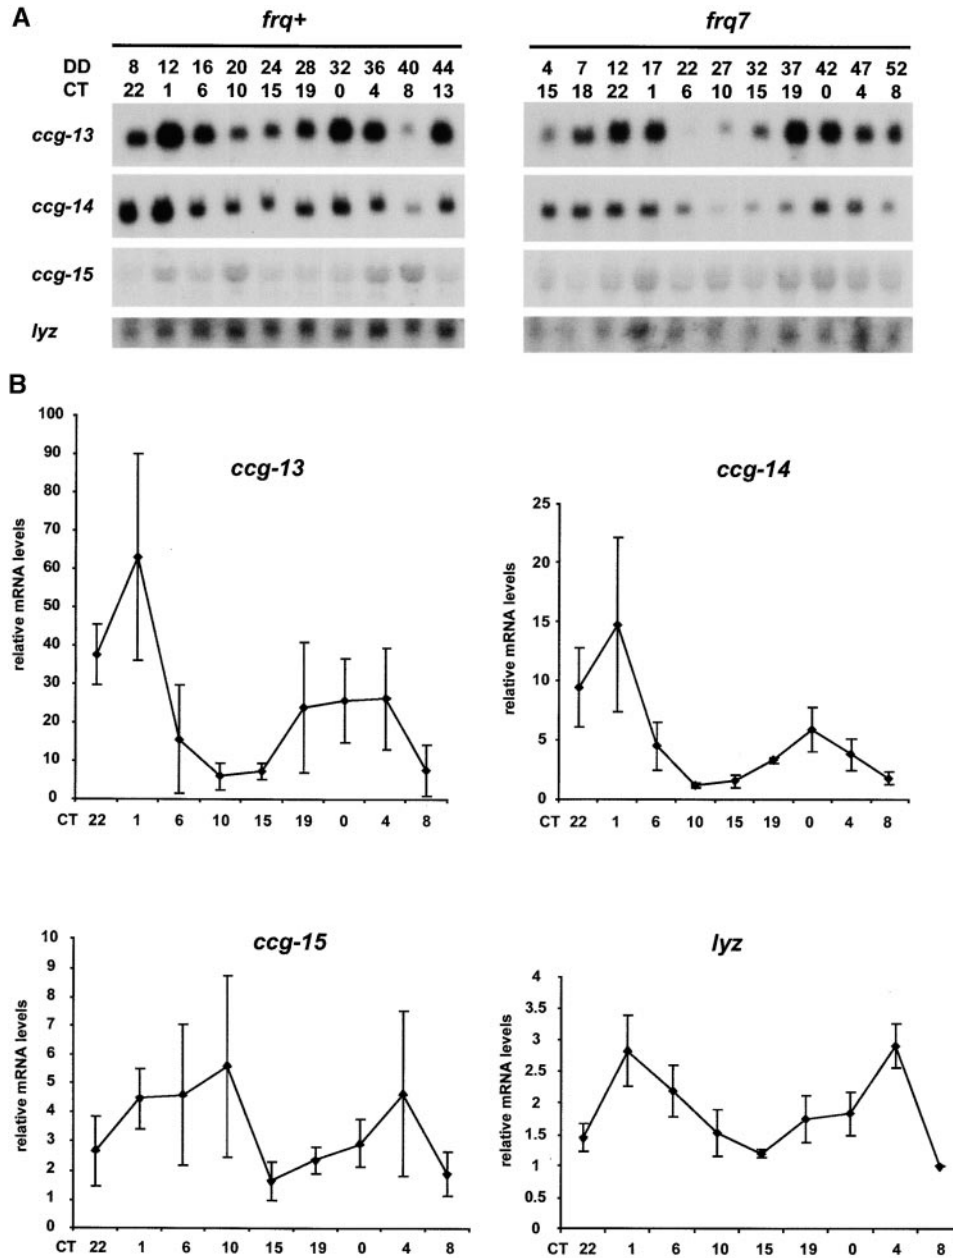 A
frq+ frq7
DD 8 12 16 20 24 28 32 36 40 44 4 7 12 17 22 27 32 37 42 47 52
CT 22 1 6 10 15 19 0 4 8 13 15 18 22 1 6 10 15 19 0 4 8
ccg-13
ccg-14
ccg-15
lyz
B
ccg-13
relative mRNA levels
100
90
80
70
60
50
40
30
20
10
0
CT 22 1 6 10 15 19 0 4 8
ccg-14
relative mRNA levels
25
20
15
10
5
0
CT 22 1 6 10 15 19 0 4 8
ccg-15
relative mRNA levels
10
9
8
7
6
5
4
3
2
1
0
CT 22 1 6 10 15 19 0 4 8
lyz
relative mRNA levels
4
3.5
3
2.5
2
1.5
1
0.5
0
CT 22 1 6 10 15 19 0 4 8